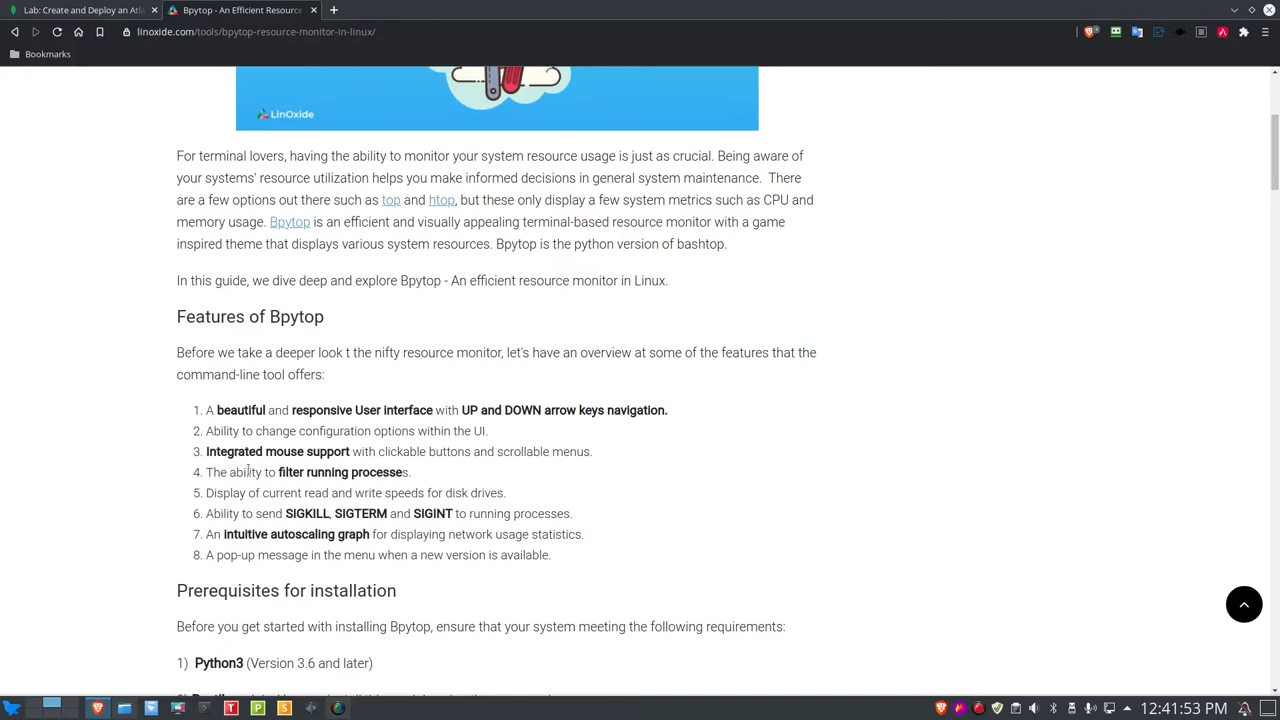 Lab: Create and Deploy an Atla
Bpytop - An Efficient Resource
linoxide.com/tools/bpytop-resource-monitor-in-linux/
Bookmarks
LinOxide
For terminal lovers, having the ability to monitor your system resource usage is just as crucial. Being aware of
your systems' resource utilization helps you make informed decisions in general system maintenance.  There
are a few options out there such as top and htop, but these only display a few system metrics such as CPU and
memory usage. Bpytop is an efficient and visually appealing terminal-based resource monitor with a game
inspired theme that displays various system resources. Bpytop is the python version of bashtop.
In this guide, we dive deep and explore Bpytop - An efficient resource monitor in Linux.
Features of Bpytop
Before we take a deeper look t the nifty resource monitor, let's have an overview at some of the features that the
command-line tool offers:
1. A beautiful and responsive User interface with UP and DOWN arrow keys navigation.
2. Ability to change configuration options within the UI.
3. Integrated mouse support with clickable buttons and scrollable menus.
4. The ability to filter running processes.
5. Display of current read and write speeds for disk drives.
6. Ability to send SIGKILL, SIGTERM and SIGINT to running processes.
7. An intuitive autoscaling graph for displaying network usage statistics.
8. A pop-up message in the menu when a new version is available.
Prerequisites for installation
Before you get started with installing Bpytop, ensure that your system meeting the following requirements:
1) Python3 (Version 3.6 and later)
T
P
S
12:41:53 PM